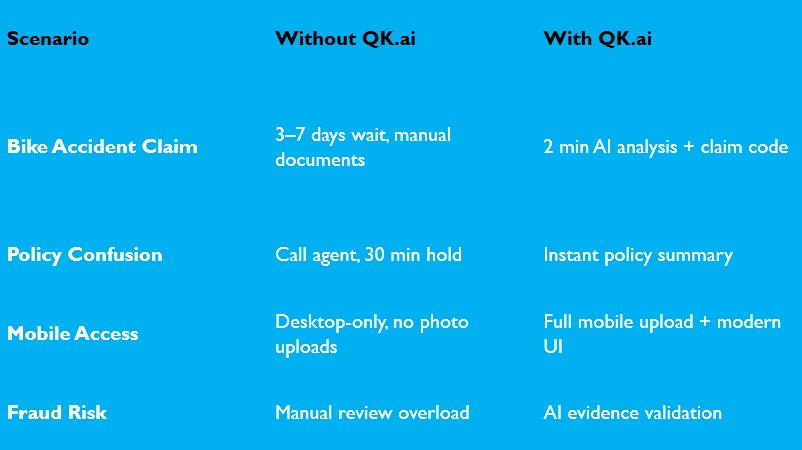 Scenario
Without QK.ai
With QK.ai
Bike Accident Claim
3–7 days wait, manual
documents
2 min AI analysis + claim code
Policy Confusion
Call agent, 30 min hold
Instant policy summary
Mobile Access
Desktop-only, no photo
uploads
Full mobile upload + modern
UI
Fraud Risk
Manual review overload
AI evidence validation